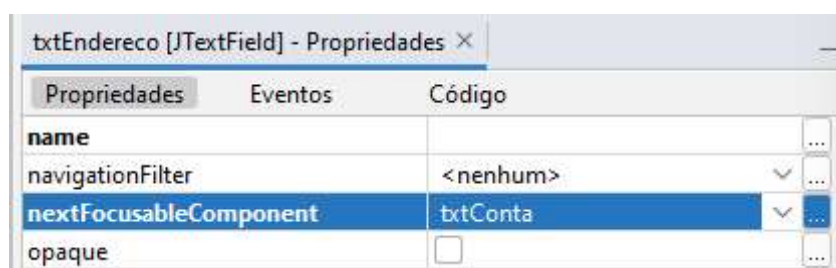 txtEndereco [JTextField] - Propriedades ×
Propriedades Eventos Código
name ...
navigationFilter <nenhum> ...
nextFocusableComponent txtConta ...
opaque ...